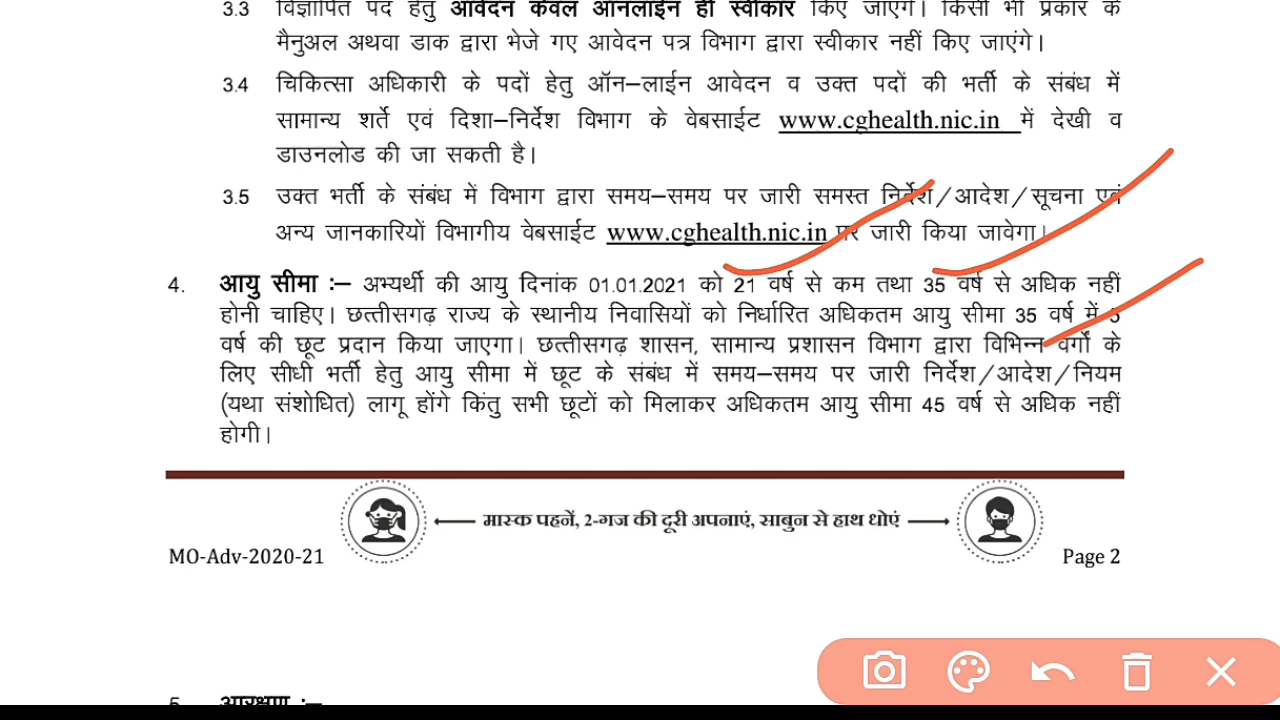 3.3 विज्ञापित पद हेतु आवेदन केवल ऑनलाईन ही स्वीकार किए जाएंगे। किसी भी प्रकार के
मैनुअल अथवा डाक द्वारा भेजे गए आवेदन पत्र विभाग द्वारा स्वीकार नहीं किए जाएंगे।
3.4 चिकित्सा अधिकारी के पदों हेतु ऑन–लाईन आवेदन व उक्त पदों की भर्ती के संबंध में
सामान्य शर्ते एवं दिशा–निर्देश विभाग के वेबसाईट www.cghealth.nic.in में देखी व
डाउनलोड की जा सकती है।
3.5 उक्त भर्ती के संबंध में विभाग द्वारा समय–समय पर जारी समस्त निर्देश/आदेश/सूचना एवं
अन्य जानकारियों विभागीय वेबसाईट www.cghealth.nic.in पर जारी किया जावेगा।
4. आयु सीमा :– अभ्यर्थी की आयु दिनांक 01.01.2021 को 21 वर्ष से कम तथा 35 वर्ष से अधिक नहीं
होनी चाहिए। छत्तीसगढ़ राज्य के स्थानीय निवासियों को निर्धारित अधिकतम आयु सीमा 35 वर्ष में 5
वर्ष की छूट प्रदान किया जाएगा। छत्तीसगढ़ शासन, सामान्य प्रशासन विभाग द्वारा विभिन्न वर्गों के
लिए सीधी भर्ती हेतु आयु सीमा में छूट के संबंध में समय–समय पर जारी निर्देश/आदेश/नियम
(यथा संशोधित) लागू होंगे किंतु सभी छूटों को मिलाकर अधिकतम आयु सीमा 45 वर्ष से अधिक नहीं
होगी।
मास्क पहनें, 2-गज की दूरी अपनाएं, साबुन से हाथ धोएं
MO-Adv-2020-21 Page 2
5. आरक्षण :–